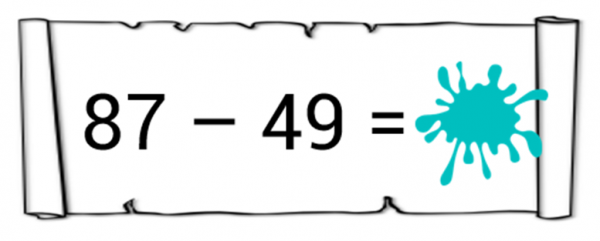 87 − 49 =